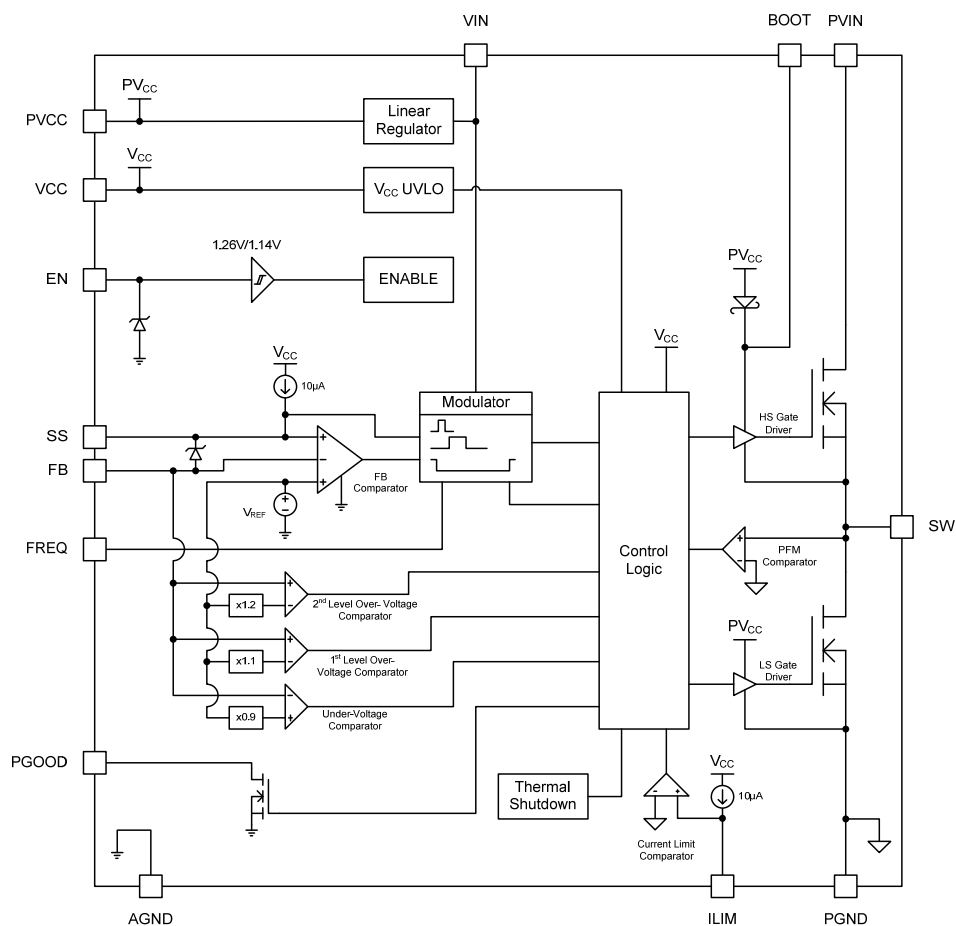 VIN
BOOT
PVIN
PVCC
PVCC
Linear
Regulator
VCC
VCC
VCC UVLO
EN
1.26V/1.14V
ENABLE
PVCC
VCC
10µA
VCC
Modulator
SS
FB
FB
Comparator
VREF
HS Gate
Driver
SW
FREQ
Control
Logic
PFM
Comparator
x1.2
2nd Level Over- Voltage
Comparator
x1.1
1st Level Over-
Voltage Comparator
PVCC
LS Gate
Driver
x0.9
Under-Voltage
Comparator
PGOOD
Thermal
Shutdown
VCC
10µA
Current Limit
Comparator
AGND
ILIM
PGND